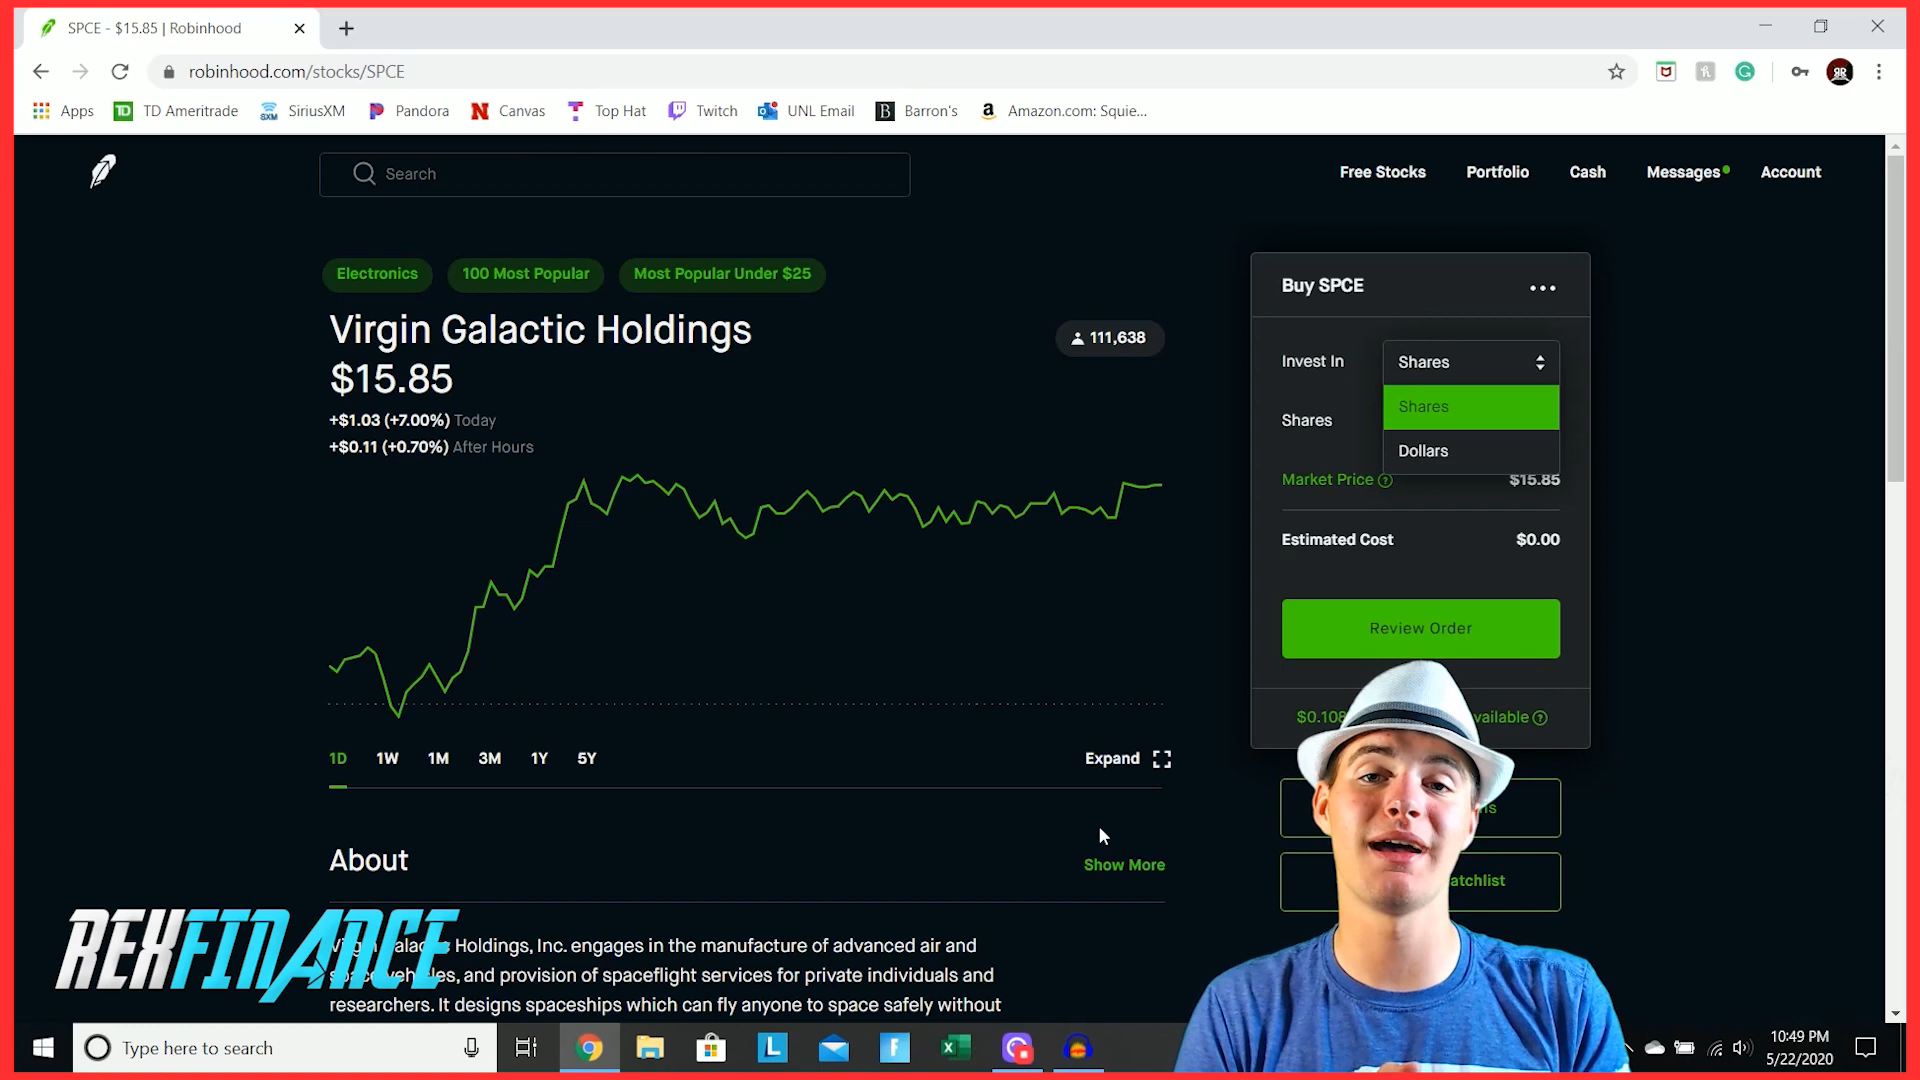 SPCE - $15.85 | Robinhood
robinhood.com/stocks/SPCE
Apps TD Ameritrade SiriusXM Pandora Canvas Top Hat Twitch UNL Email Barron's Amazon.com: Squie...
Search
Free Stocks Portfolio Cash Messages Account
Electronics 100 Most Popular Most Popular Under $25
Virgin Galactic Holdings
111,638
$15.85
+$1.03 (+7.00%) Today
+$0.11 (+0.70%) After Hours
1D 1W 1M 3M 1Y 5Y
Expand
About
Show More
Holdings, Inc. engages in the manufacture of advanced air and
and provision of spaceflight services for private individuals and
researchers. It designs spaceships which can fly anyone to space safely without
Buy SPCE
Invest In Shares
Shares
Dollars
Shares
Market Price $15.85
Estimated Cost $0.00
Review Order
REXFINANCE
Type here to search
10:49 PM
5/22/2020